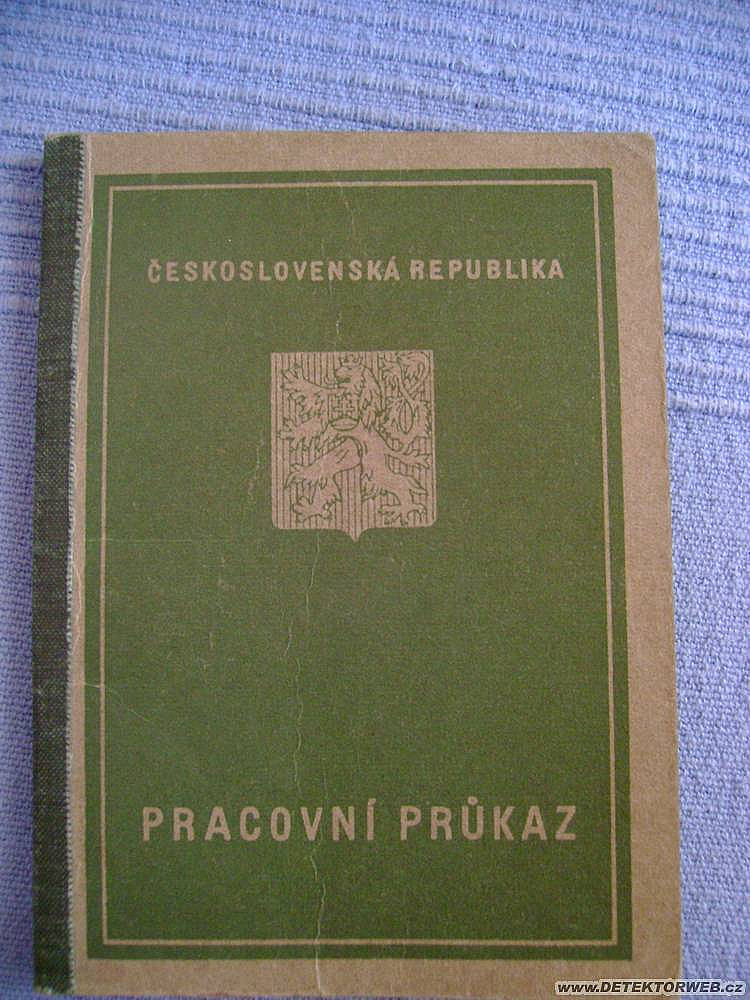 ČESKOSLOVENSKÁ REPUBLIKA
PRACOVNÍ PRŮKAZ
www.DETEKTORWEB.cz